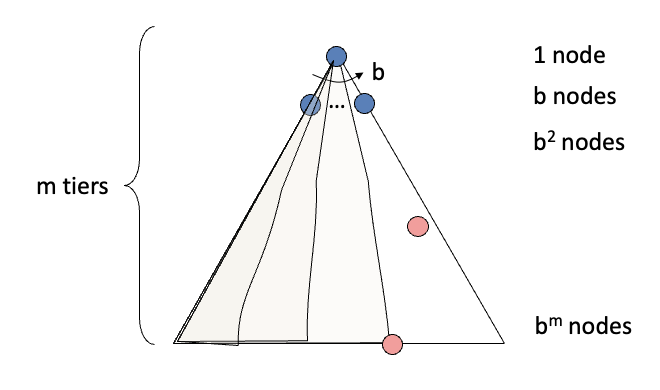 1 node
b
b nodes
...
b² nodes
m tiers
bᵐ nodes